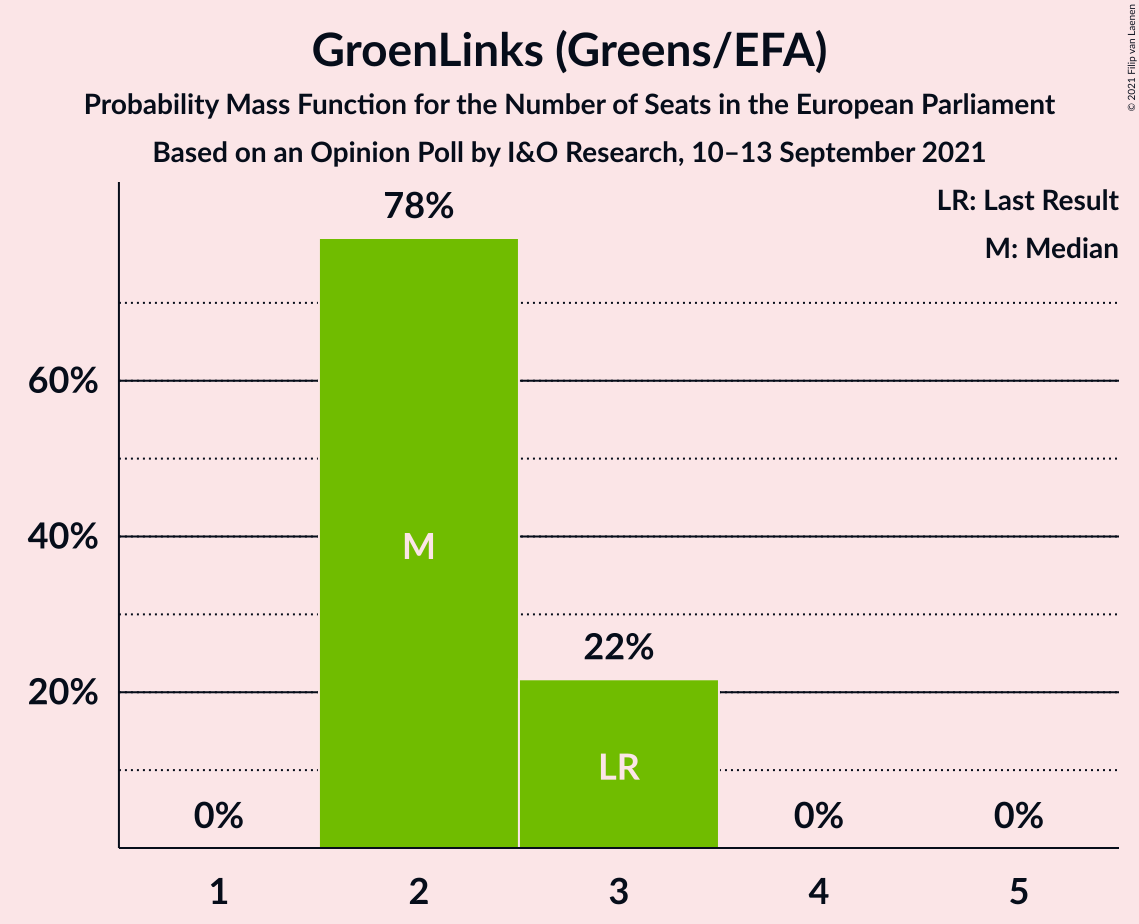 GroenLinks (Greens/EFA)
Probability Mass Function for the Number of Seats in the European Parliament
Based on an Opinion Poll by I&O Research, 10–13 September 2021
© 2021 Filip van Laenen
LR: Last Result
M: Median
78%
60%
40%
20%
M
22%
LR
0%
0%
0%
1
2
3
4
5